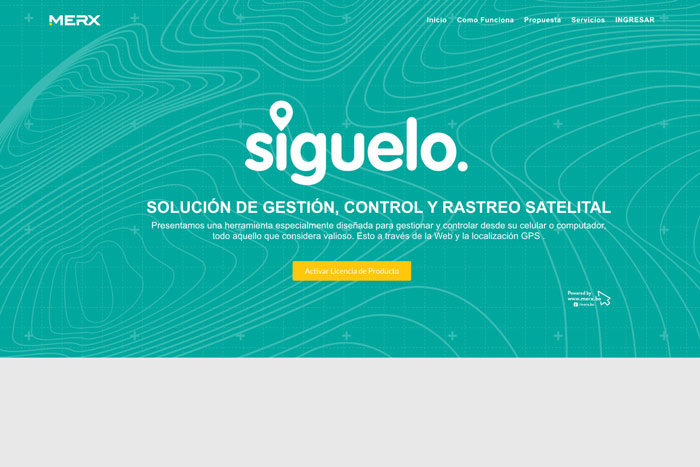 MERX
Inicio Como Funciona Propuesta Servicios INGRESAR
siguelo.
SOLUCIÓN DE GESTIÓN, CONTROL Y RASTREO SATELITAL
Presentamos una herramienta especialmente diseñada para gestionar y controlar desde su celular o computador,
todo aquello que considera valioso. Esto a través de la Web y la localización GPS .
Activar Licencia de Producto
Powered by
www.merx.bo